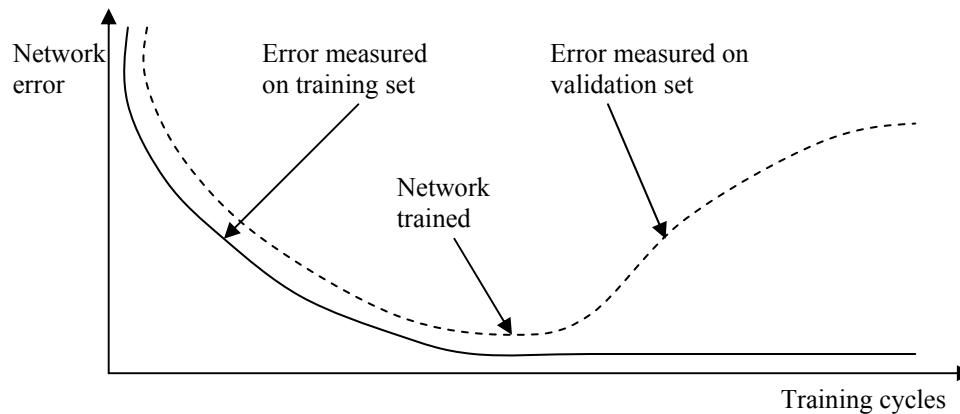 Network
error
Error measured
on training set
Error measured on
validation set
Network
trained
Training cycles